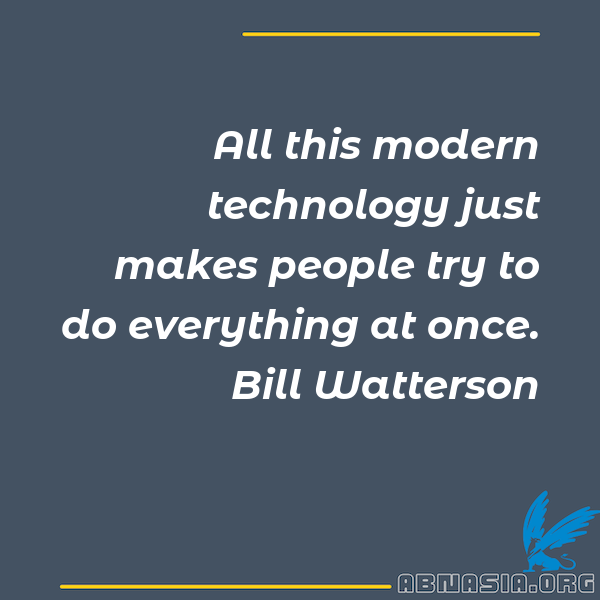 All this modern
technology just
makes people try to
do everything at once.
Bill Watterson
ABNASIA.ORG